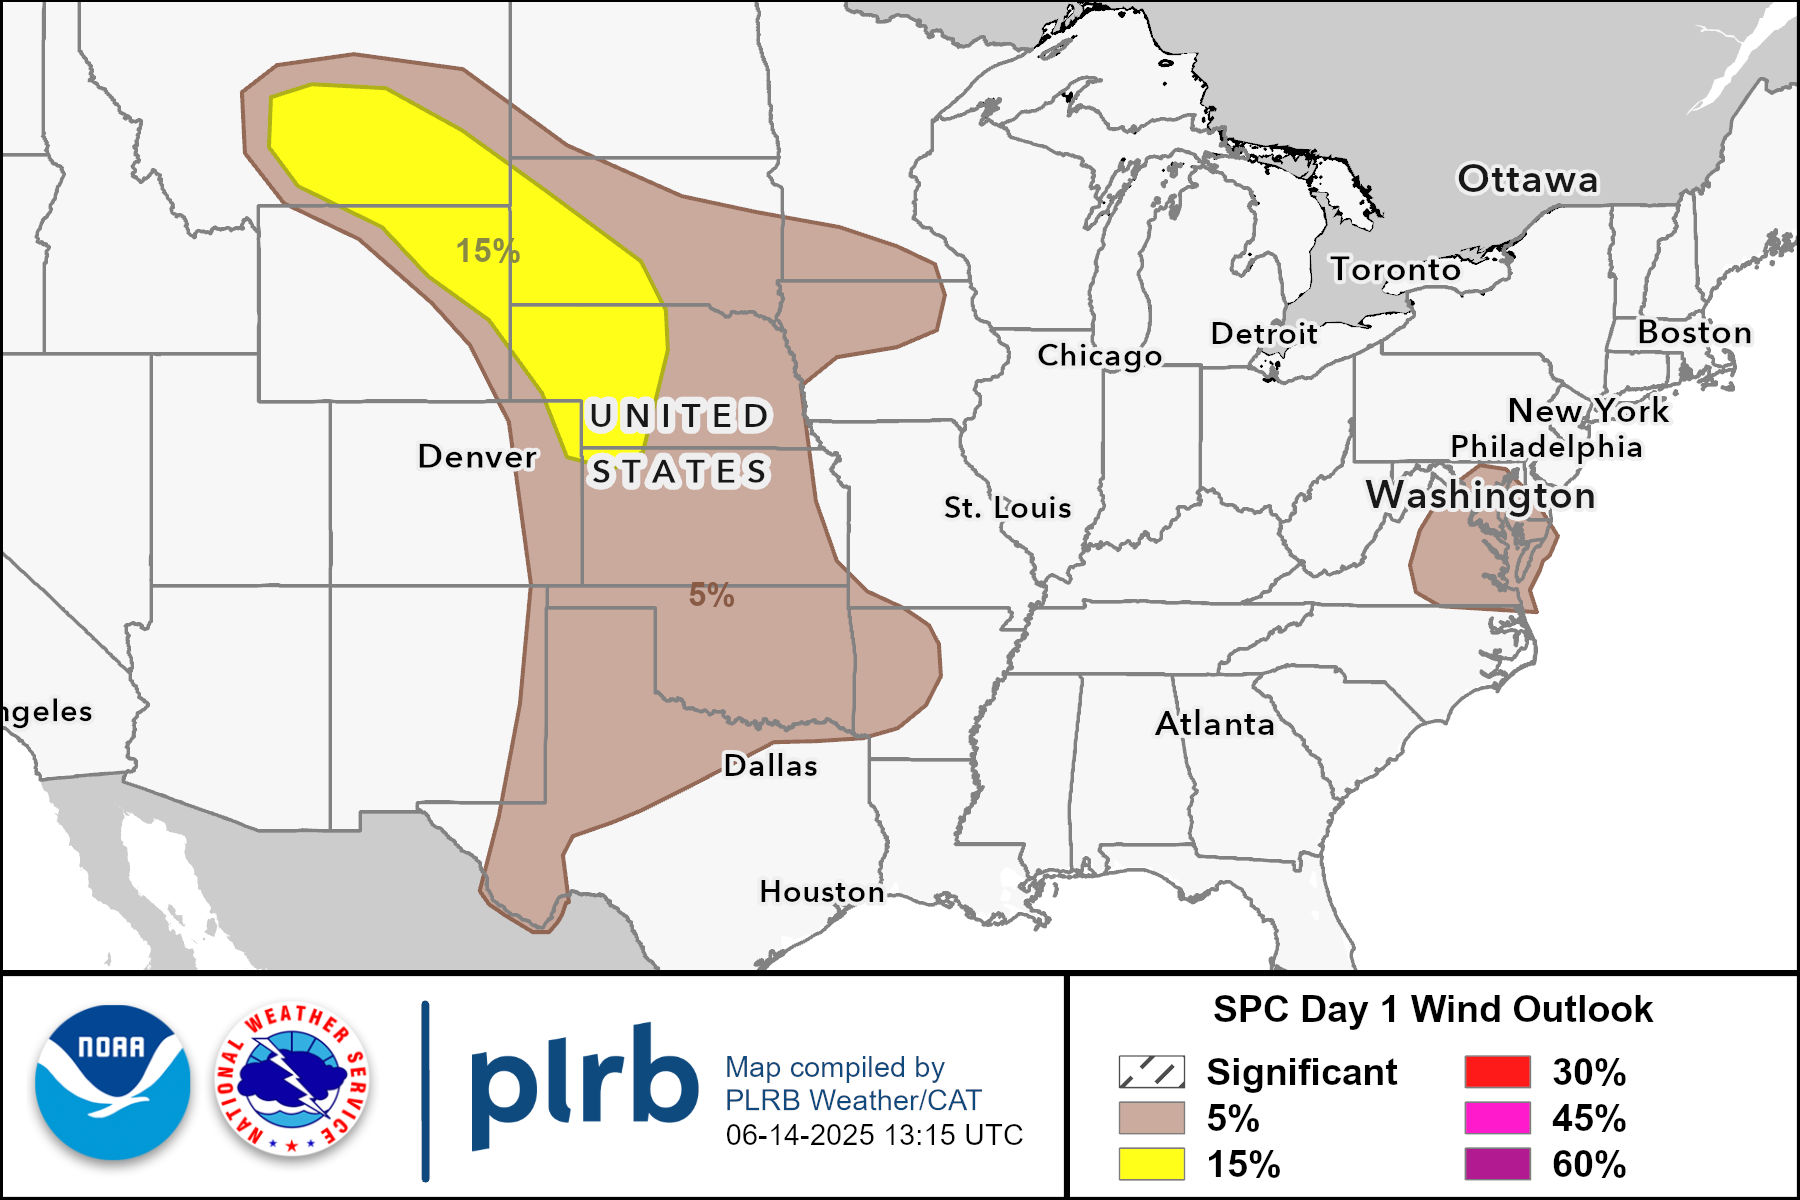 Ottawa
15%
Toronto
Detroit
Boston
Chicago
New York
UNITED
Philadelphia
Denver
STATES
Washington
St. Louis
5%
ngeles
Atlanta
Dallas
Houston
NOAA
NATIONAL WEATHER SERVICE
plrb
Map compiled by
PLRB Weather/CAT
06-14-2025 13:15 UTC
SPC Day 1 Wind Outlook
Significant
5%
15%
30%
45%
60%